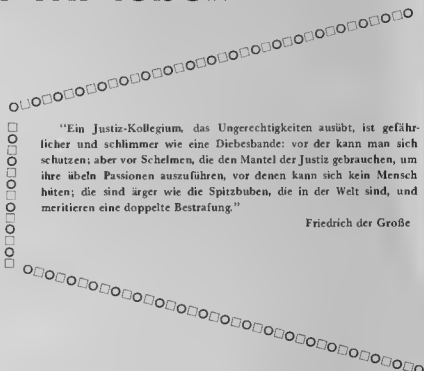 "Ein Justiz-Kollegium, das Ungerechtigkeiten ausübt, ist gefähr-
licher und schlimmer wie eine Diebesbande: vor der kann man sich
schutzen; aber vor Schelmen, die den Mantel der Justiz gebrauchen, um
ihre übeln Passionen auszuführen, vor denen kann sich kein Mensch
hüten; die sind ärger wie die Spitzbuben, die in der Welt sind, und
meritieren eine doppelte Bestrafung."
Friedrich der Große